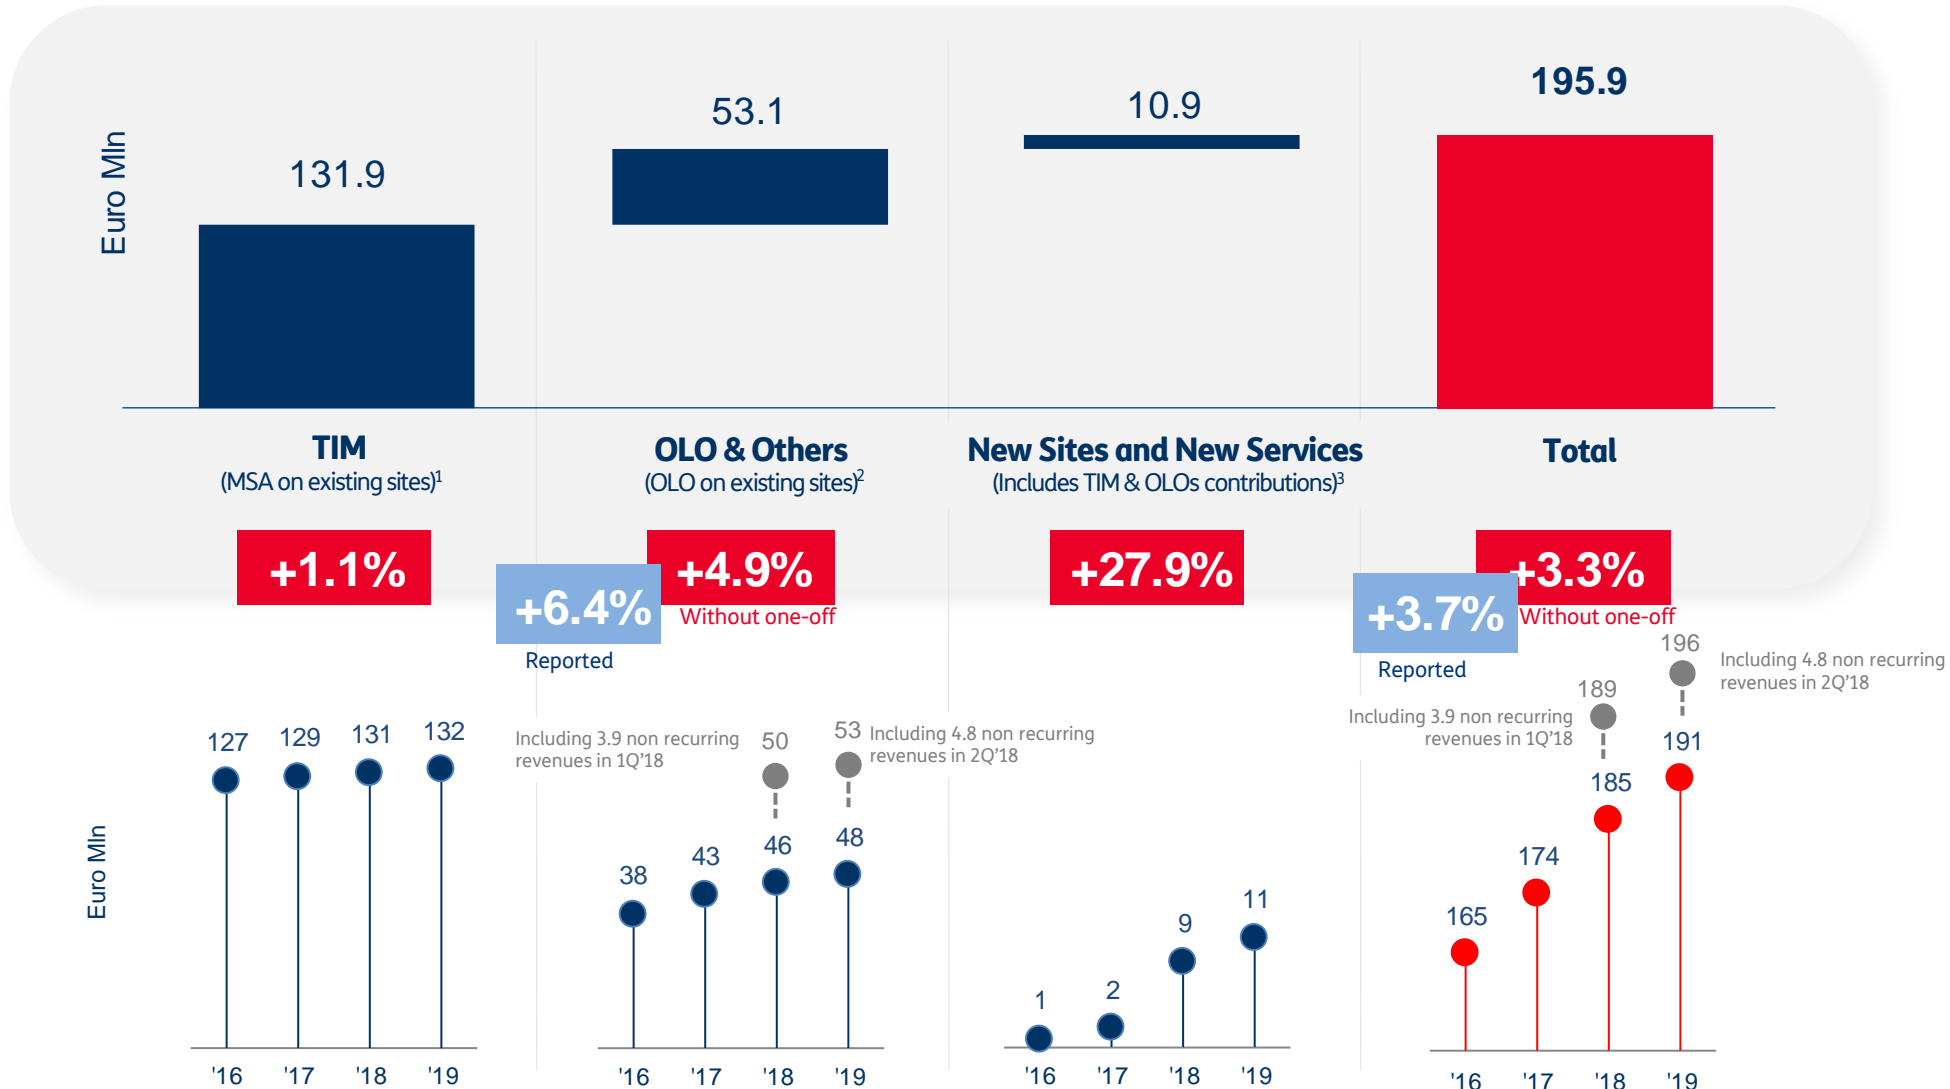 Euro Mln
131.9
53.1
10.9
195.9
TIM
(MSA on existing sites)1
OLO & Others
(OLO on existing sites)2
New Sites and New Services
(Includes TIM & OLOs contributions)3
Total
+1.1%
+6.4%
Reported
+4.9%
Without one-off
+27.9%
+3.7%
Reported
+3.3%
Without one-off
Euro Mln
127
129
131
132
'16
'17
'18
'19
Including 3.9 non recurring
revenues in 1Q’18
50
53
Including 4.8 non recurring
revenues in 2Q’18
38
43
46
48
'16
'17
'18
'19
1
2
9
11
'16
'17
'18
'19
Including 3.9 non recurring
revenues in 1Q’18
189
196
Including 4.8 non recurring
revenues in 2Q’18
165
174
185
191
'16
'17
'18
'19